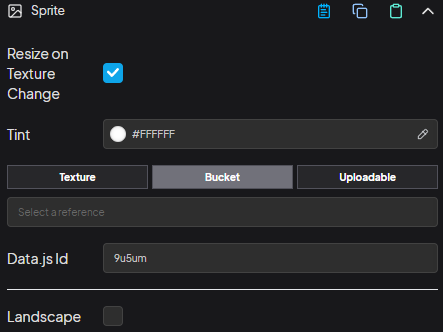 Sprite
Resize on
Texture
Change
Tint
#FFFFFF
Texture
Bucket
Uploadable
Select a reference
Data.js Id
9u5um
Landscape